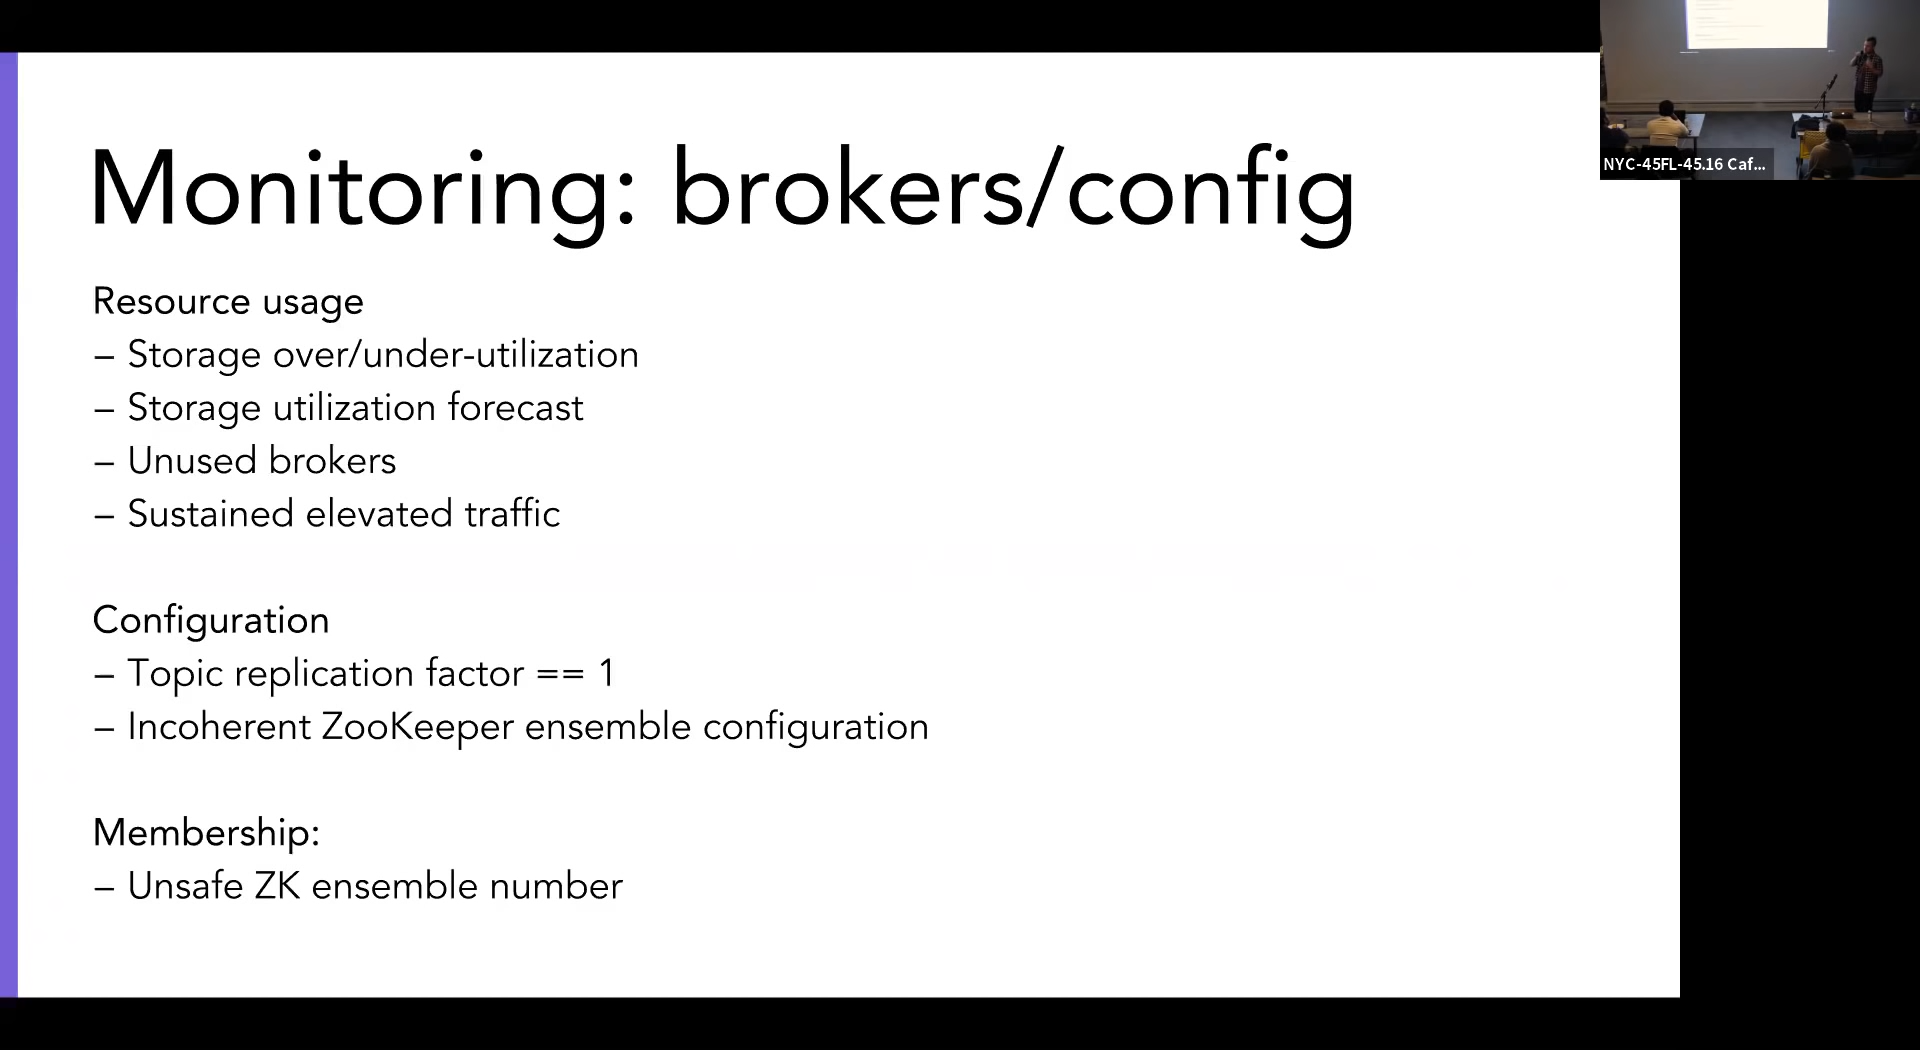 Monitoring: brokers/config
Resource usage
– Storage over/under-utilization
– Storage utilization forecast
– Unused brokers
– Sustained elevated traffic
Configuration
– Topic replication factor == 1
– Incoherent ZooKeeper ensemble configuration
Membership:
– Unsafe ZK ensemble number
NYC-45FL-45.16 Caf...